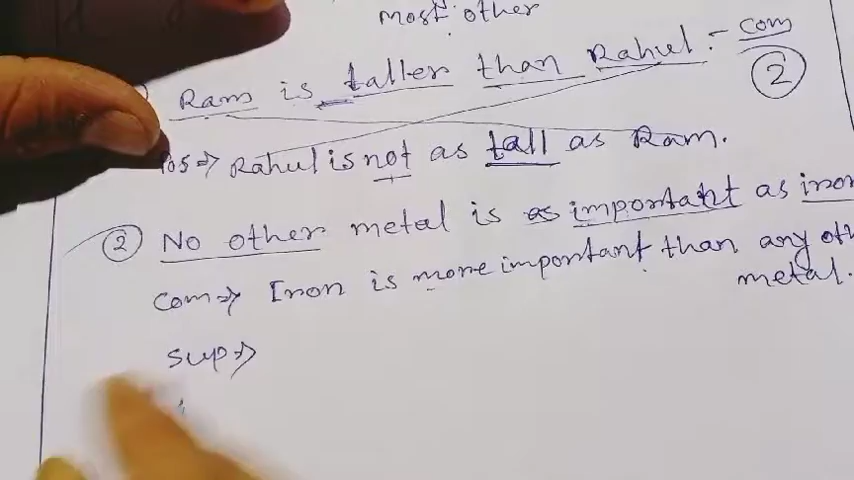 most other
Ram is taller than Rahul :- com
2
Pos⇒ Rahul is not as tall as Ram.
2 No other metal is as important as iron
Com⇒ Iron is more important than any oth
metal.
sup⇒